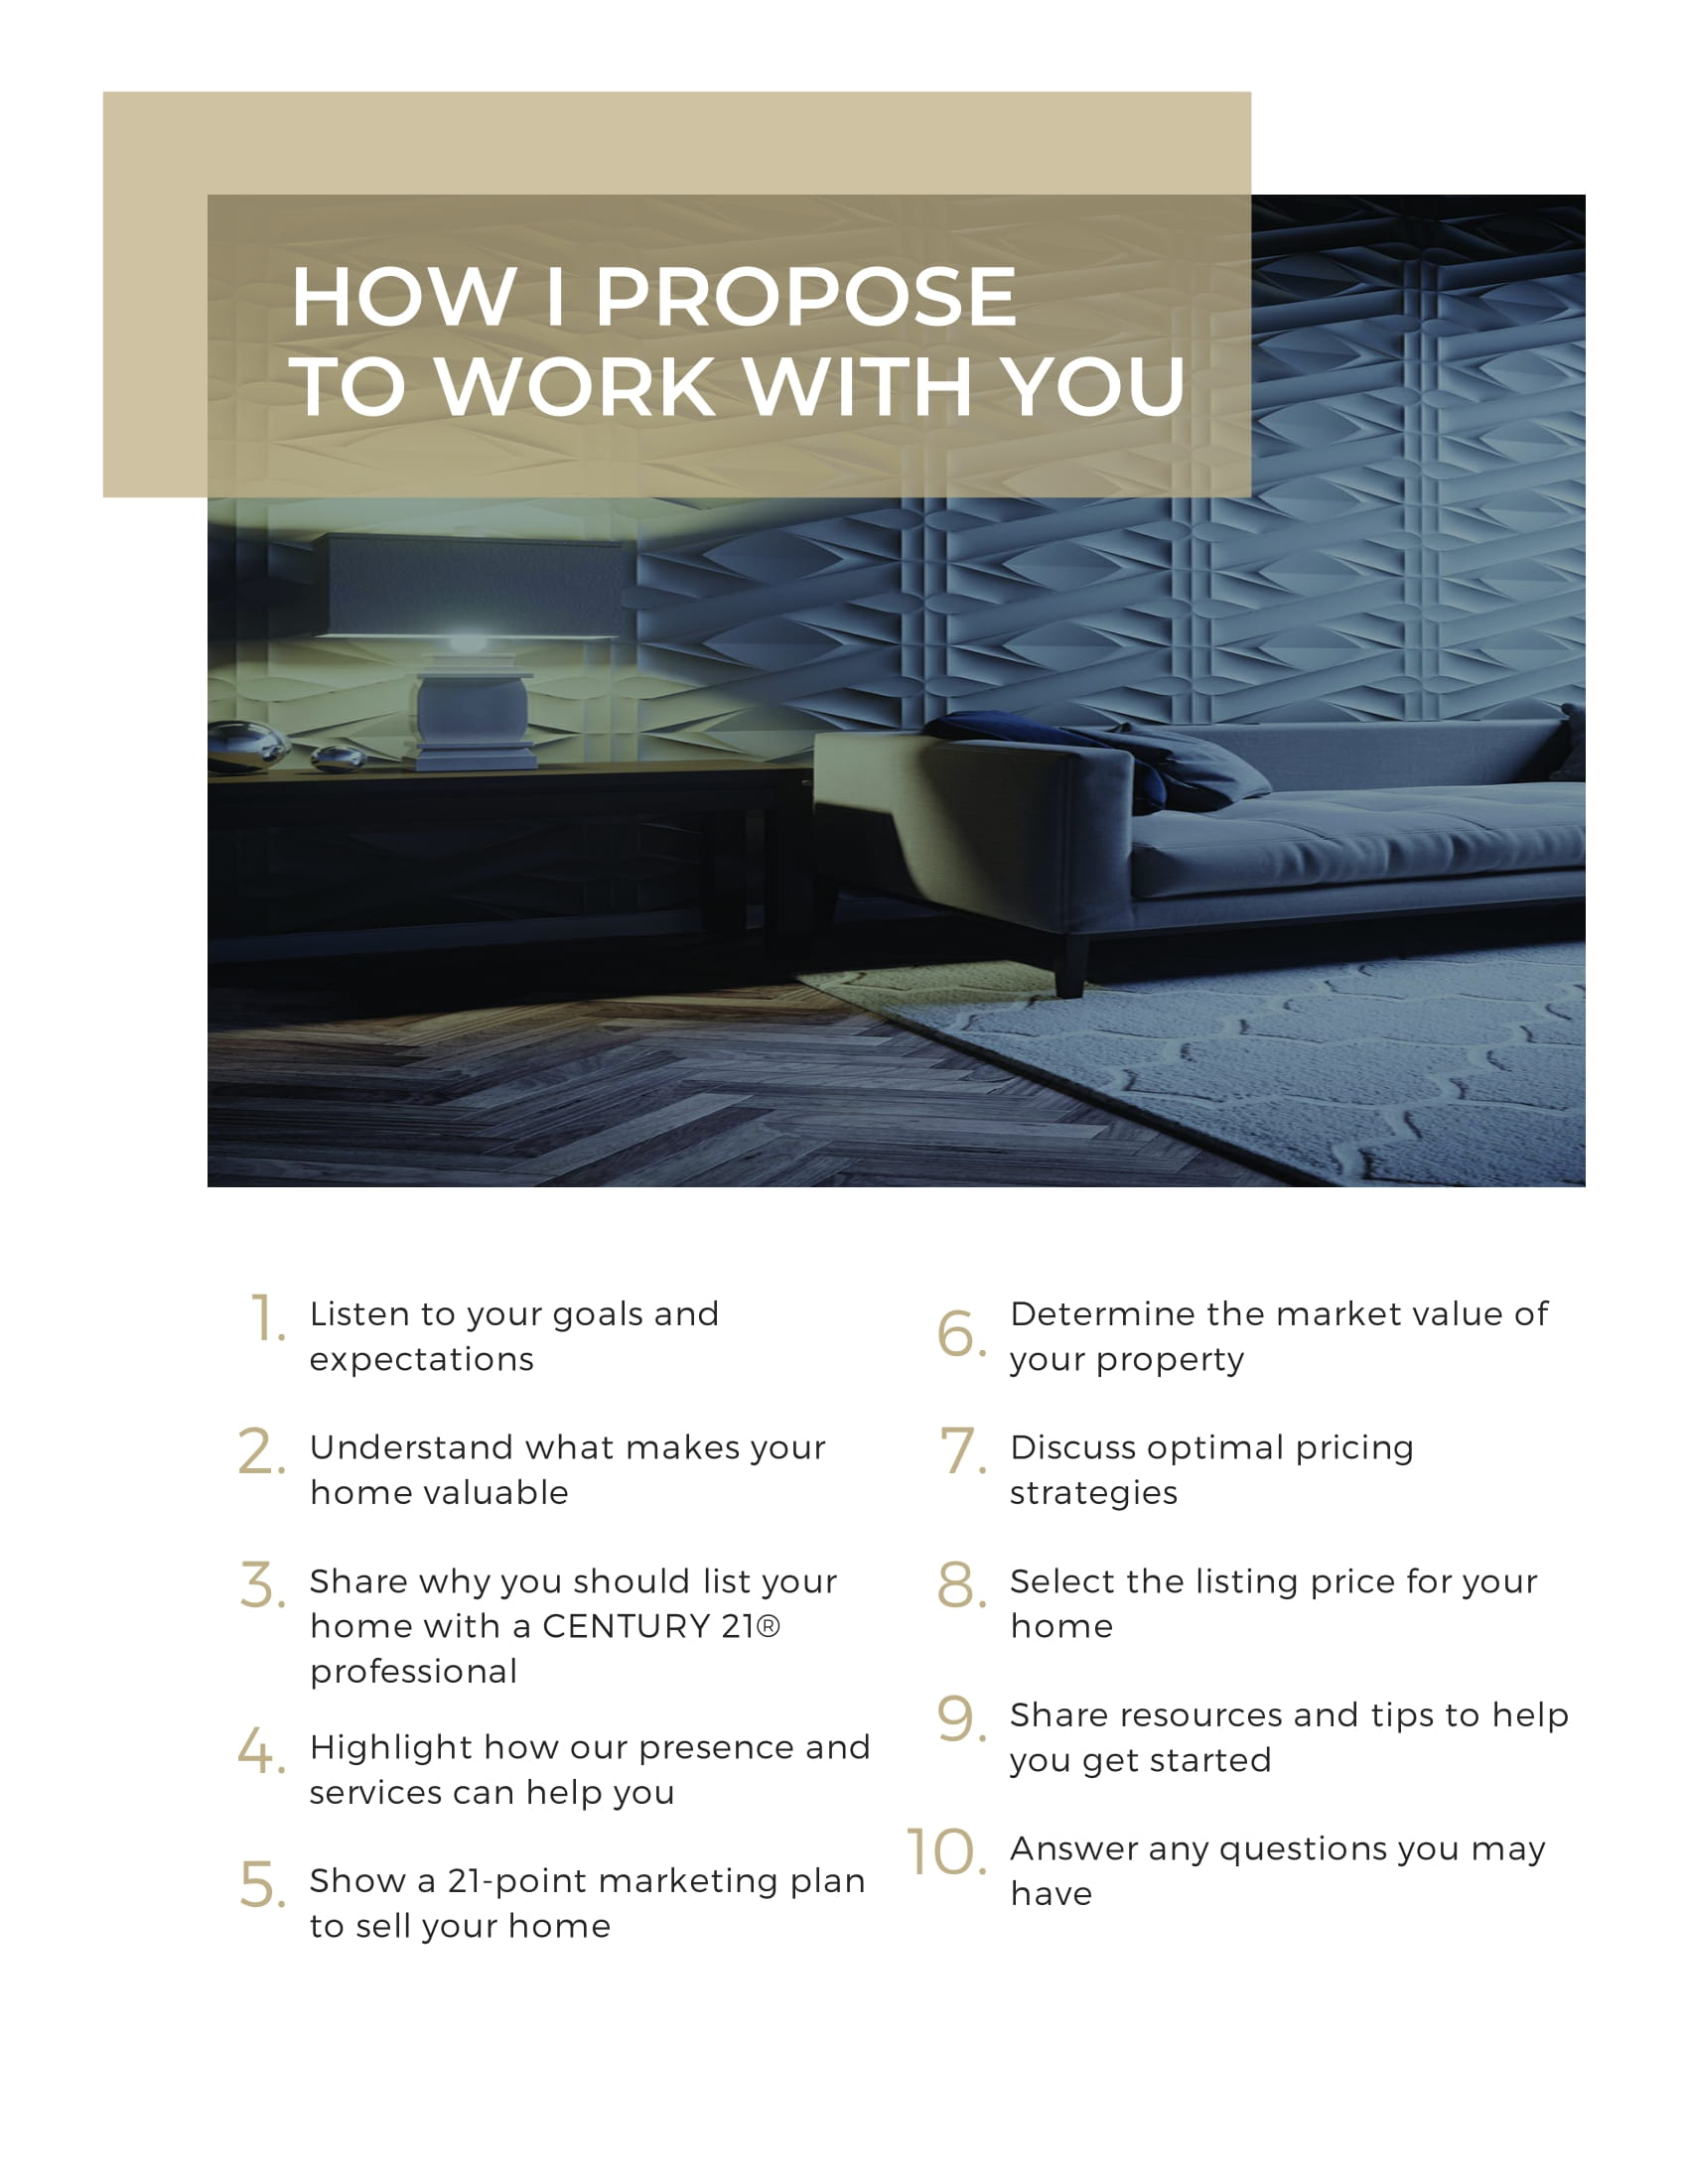 HOW I PROPOSE
TO WORK WITH YOU
1. Listen to your goals and
expectations
2. Understand what makes your
home valuable
3. Share why you should list your
home with a CENTURY 21®
professional
4. Highlight how our presence and
services can help you
5. Show a 21-point marketing plan
to sell your home
6. Determine the market value of
your property
7. Discuss optimal pricing
strategies
8. Select the listing price for your
home
9. Share resources and tips to help
you get started
10. Answer any questions you may
have